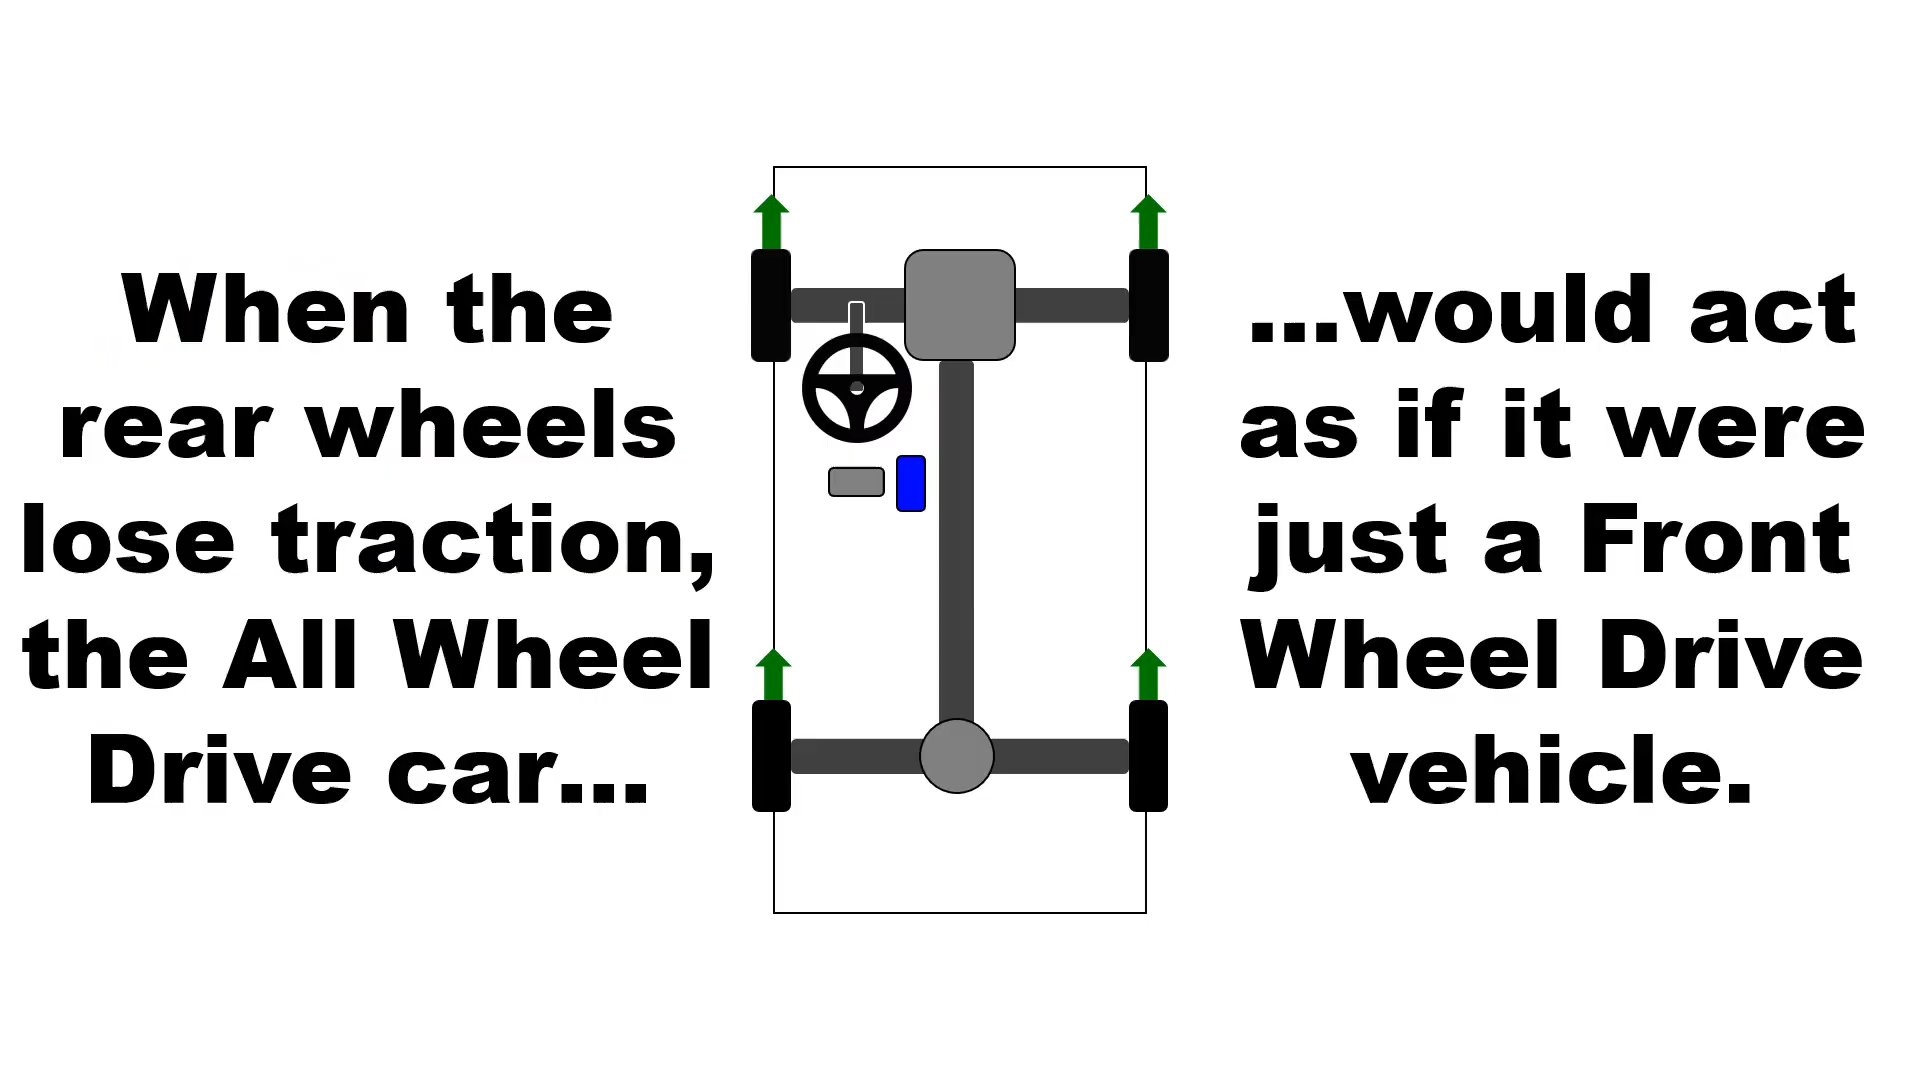 When the
rear wheels
lose traction,
the All Wheel
Drive car...
...would act
as if it were
just a Front
Wheel Drive
vehicle.